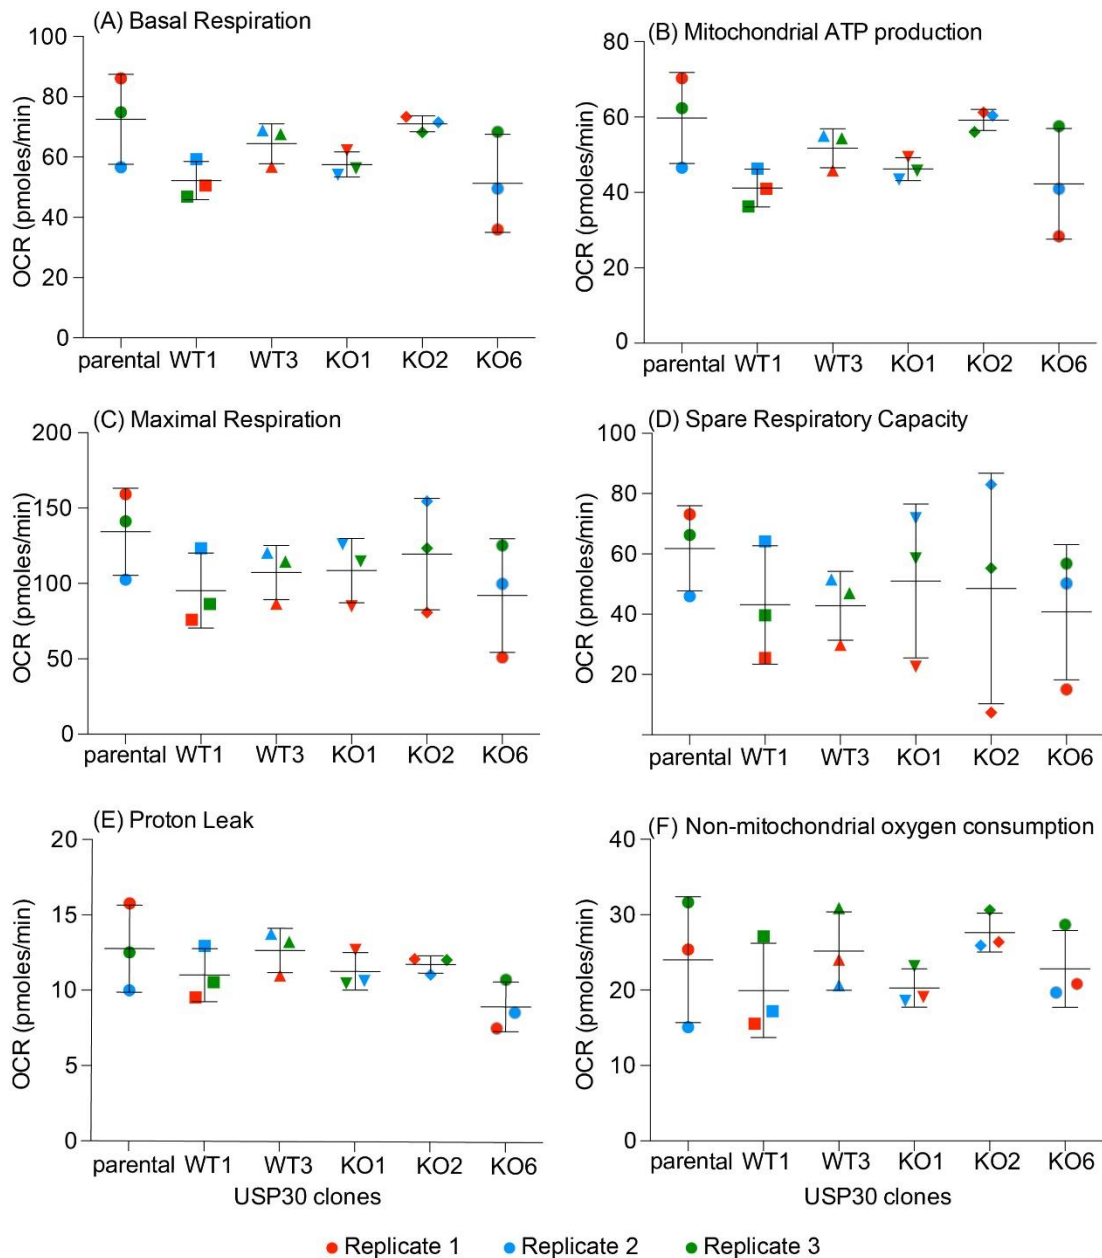 (A) Basal Respiration
OCR (pmoles/min)
100
80
60
40
20
0
parental WT1 WT3 KO1 KO2 KO6
(B) Mitochondrial ATP production
OCR (pmoles/min)
80
60
40
20
0
parental WT1 WT3 KO1 KO2 KO6
(C) Maximal Respiration
OCR (pmoles/min)
200
150
100
50
0
parental WT1 WT3 KO1 KO2 KO6
(D) Spare Respiratory Capacity
OCR (pmoles/min)
100
80
60
40
20
parental WT1 WT3 KO1 KO2 KO6
(E) Proton Leak
OCR (pmoles/min)
20
15
10
5
0
parental WT1 WT3 KO1 KO2 KO6
USP30 clones
(F) Non-mitochondrial oxygen consumption
OCR (pmoles/min)
40
30
20
10
0
parental WT1 WT3 KO1 KO2 KO6
USP30 clones
Replicate 1 Replicate 2 Replicate 3